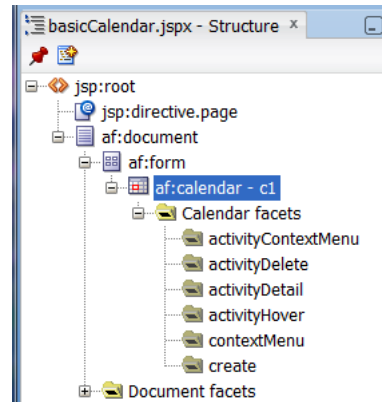 basicCalendar.jspx - Structure
jsp:root
jsp:directive.page
af:document
af:form
af:calendar - c1
Calendar facets
activityContextMenu
activityDelete
activityDetail
activityHover
contextMenu
create
Document facets